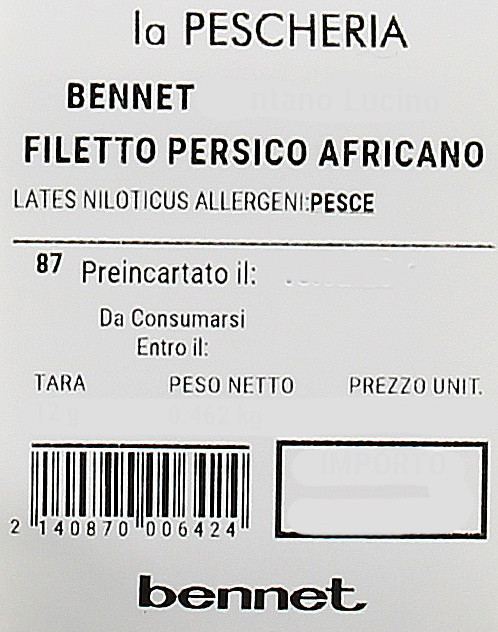 la PESCHERIA
BENNET
FILETTO PERSICO AFRICANO
LATES NILOTICUS ALLERGENI:PESCE
87 Preincartato il:
Da Consumarsi
Entro il:
TARA PESO NETTO PREZZO UNIT.
IMPORTO
2 140870 006424
bennet